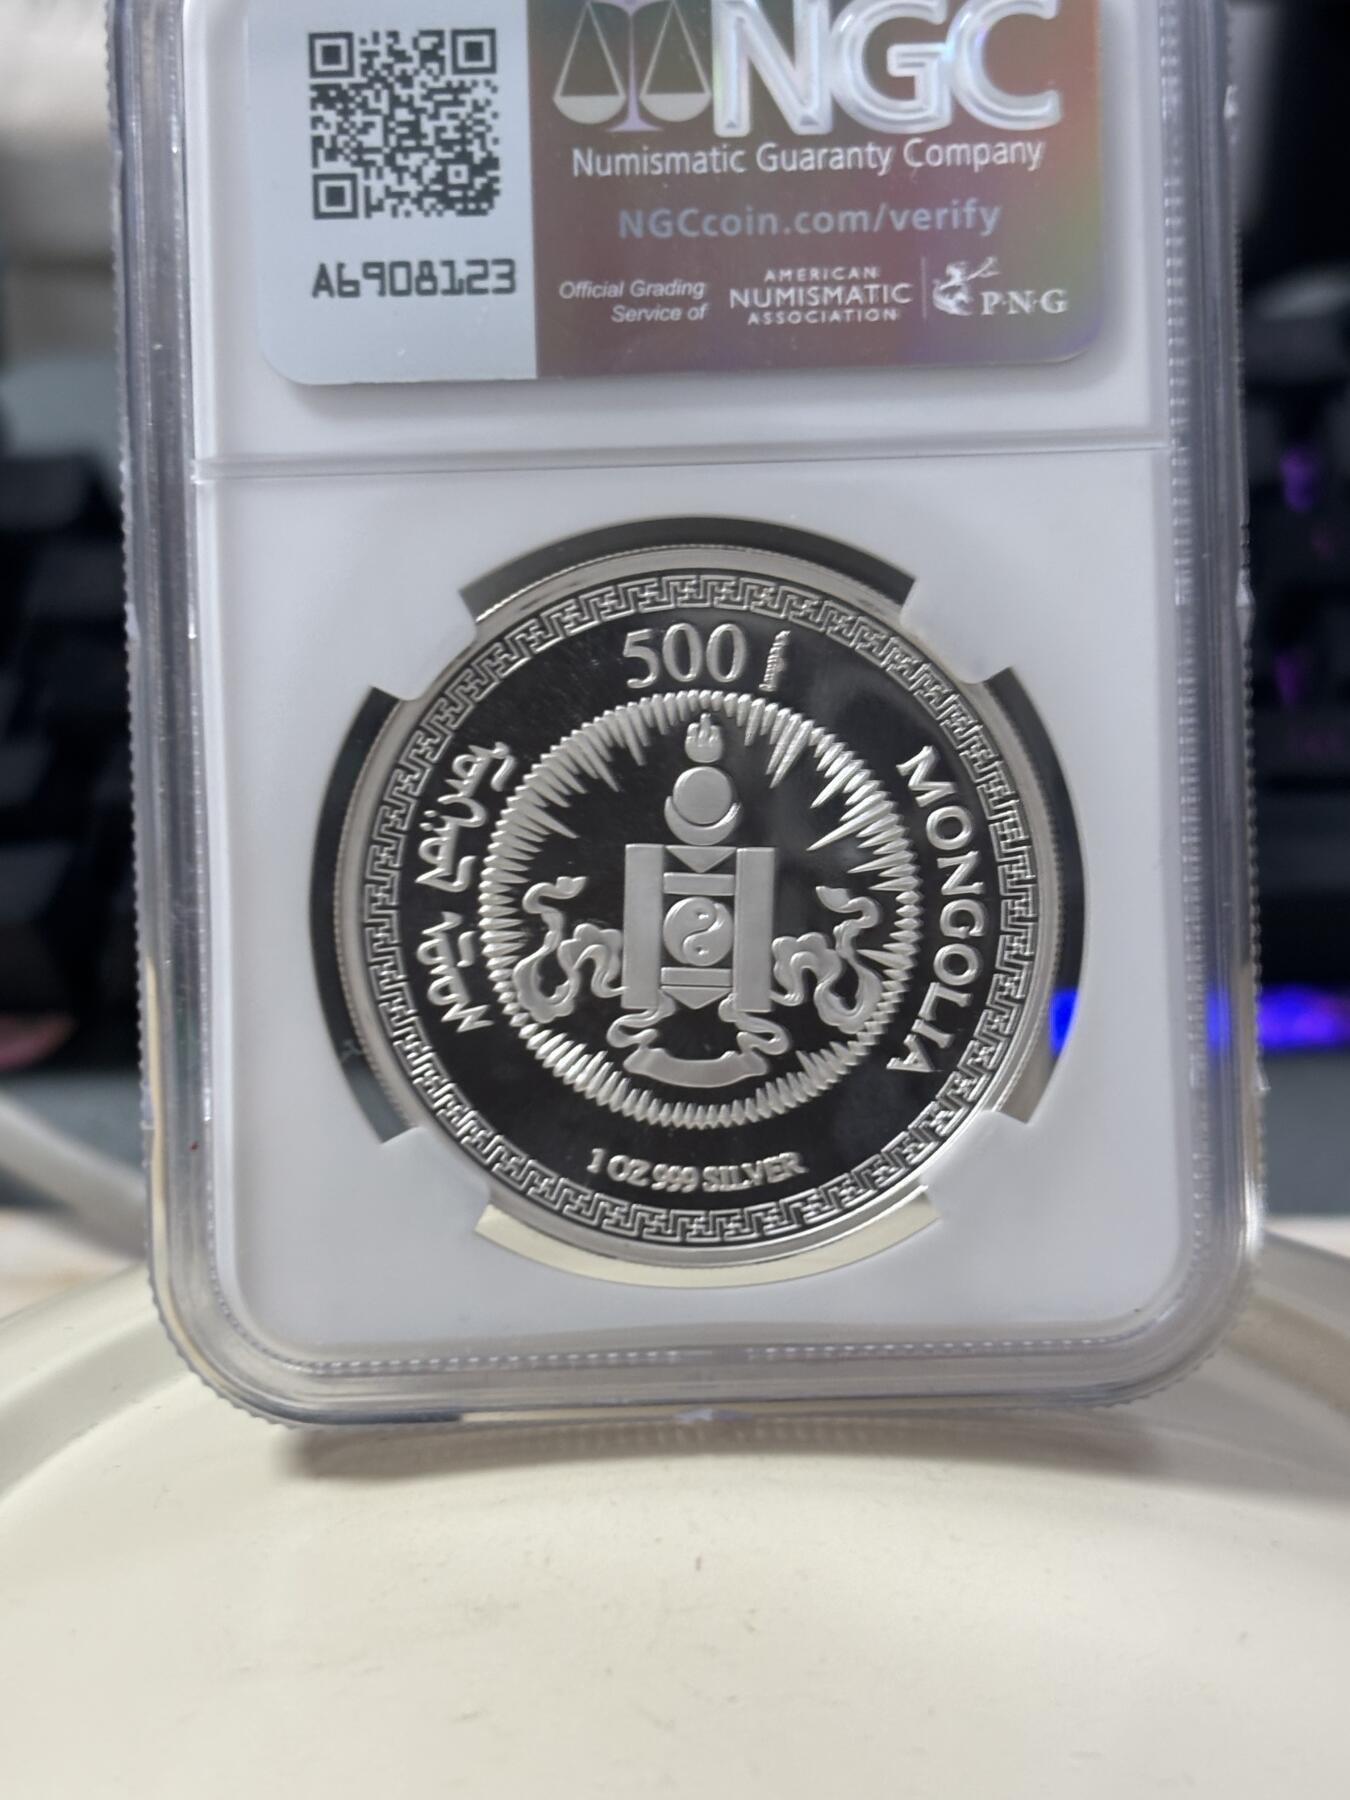 NGC
Numismatic Guaranty Company
NGCcoin.com/verify
A6908123
Official Grading
Service of
AMERICAN
NUMISMATIC
ASSOCIATION
P·N·G
500
MONGOLIA
1 OZ 999 SILVER